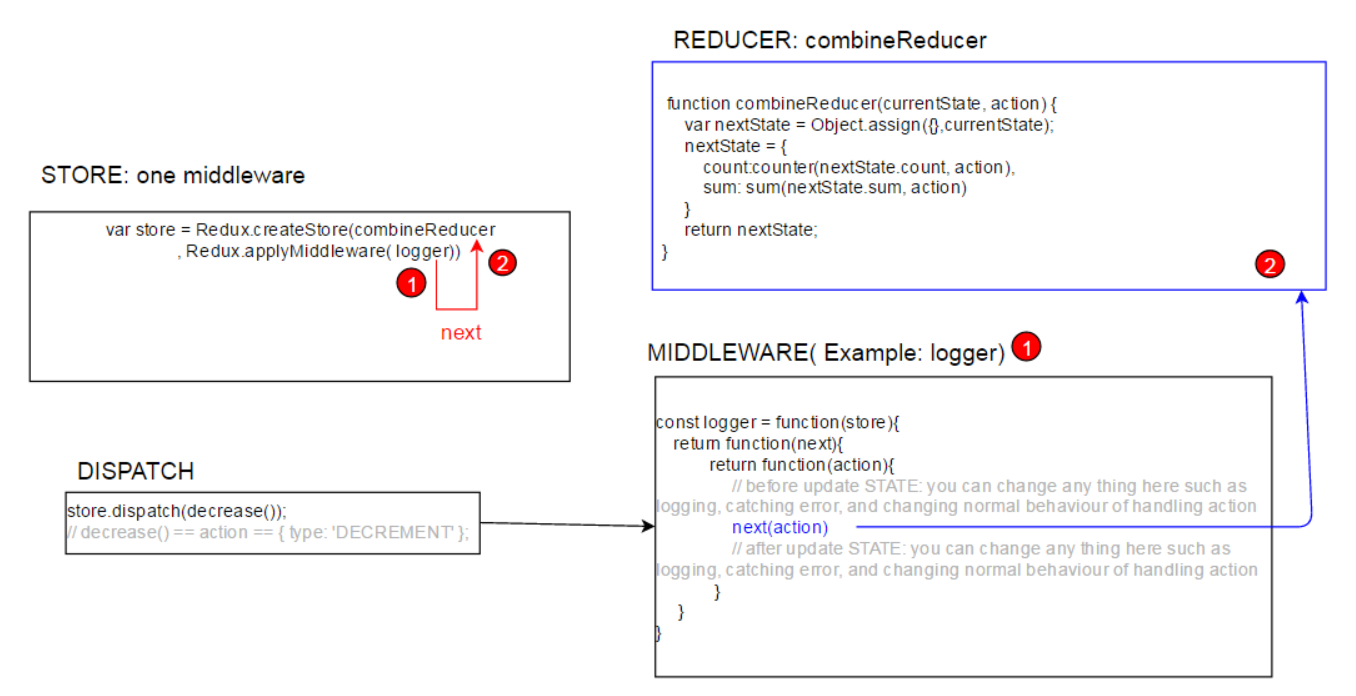 REDUCER: combineReducer
function combineReducer(currentState, action) {
var nextState = Object.assign({},currentState);
nextState = {
count:counter(nextState.count, action),
sum: sum(nextState.sum, action)
}
return nextState;
}
2
STORE: one middleware
var store = Redux.createStore(combineReducer
, Redux.applyMiddleware( logger))
1
2
next
MIDDLEWARE( Example: logger)
1
const logger = function(store){
return function(next){
return function(action){
// before update STATE: you can change any thing here such as
logging, catching error, and changing normal behaviour of handling action
next(action)
// after update STATE: you can change any thing here such as
logging, catching error, and changing normal behaviour of handling action
}
}
}
DISPATCH
store.dispatch(decrease());
// decrease() == action == { type: 'DECREMENT' };